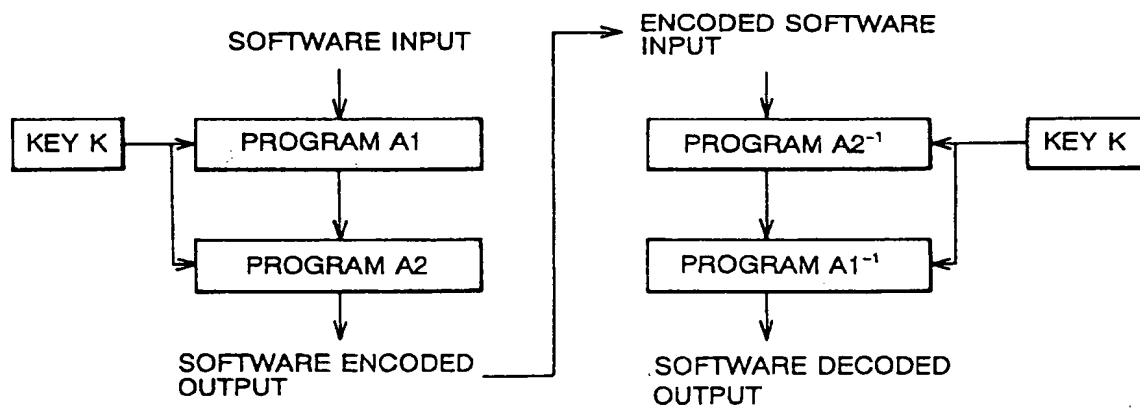 SOFTWARE INPUT
KEY K
PROGRAM A1
PROGRAM A2
SOFTWARE ENCODED
OUTPUT
ENCODED SOFTWARE
INPUT
PROGRAM A2⁻¹
KEY K
PROGRAM A1⁻¹
SOFTWARE DECODED
OUTPUT